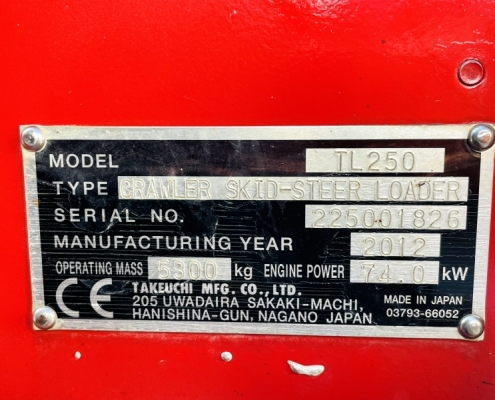 MODEL TL250
TYPE CRAWLER SKID-STEER LOADER
SERIAL NO. 225001826
MANUFACTURING YEAR 2012
OPERATING MASS 5300 kg ENGINE POWER 74.0 kW
CE TAKEUCHI MFG. CO., LTD.
205 UWADAIRA SAKAKI-MACHI,
HANISHINA-GUN, NAGANO JAPAN
MADE IN JAPAN
03793-66052